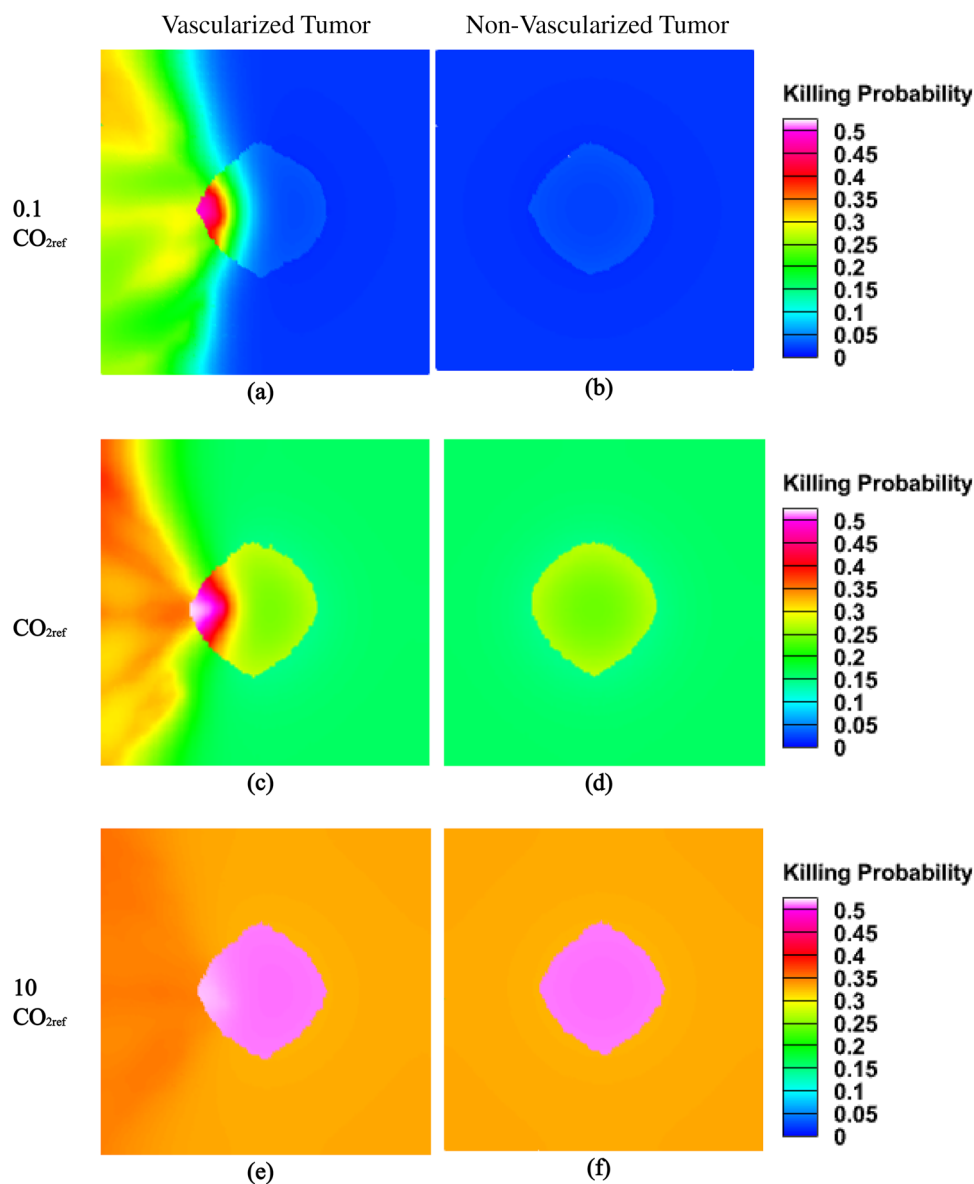 Vascularized Tumor
Non-Vascularized Tumor
Killing Probability
0.5
0.45
0.4
0.35
0.3
0.25
0.2
0.15
0.1
0.05
0
0.1
CO2ref
(a)
(b)
Killing Probability
0.5
0.45
0.4
0.35
0.3
0.25
0.2
0.15
0.1
0.05
0
CO2ref
(c)
(d)
Killing Probability
0.5
0.45
0.4
0.35
0.3
0.25
0.2
0.15
0.1
0.05
0
10
CO2ref
(e)
(f)